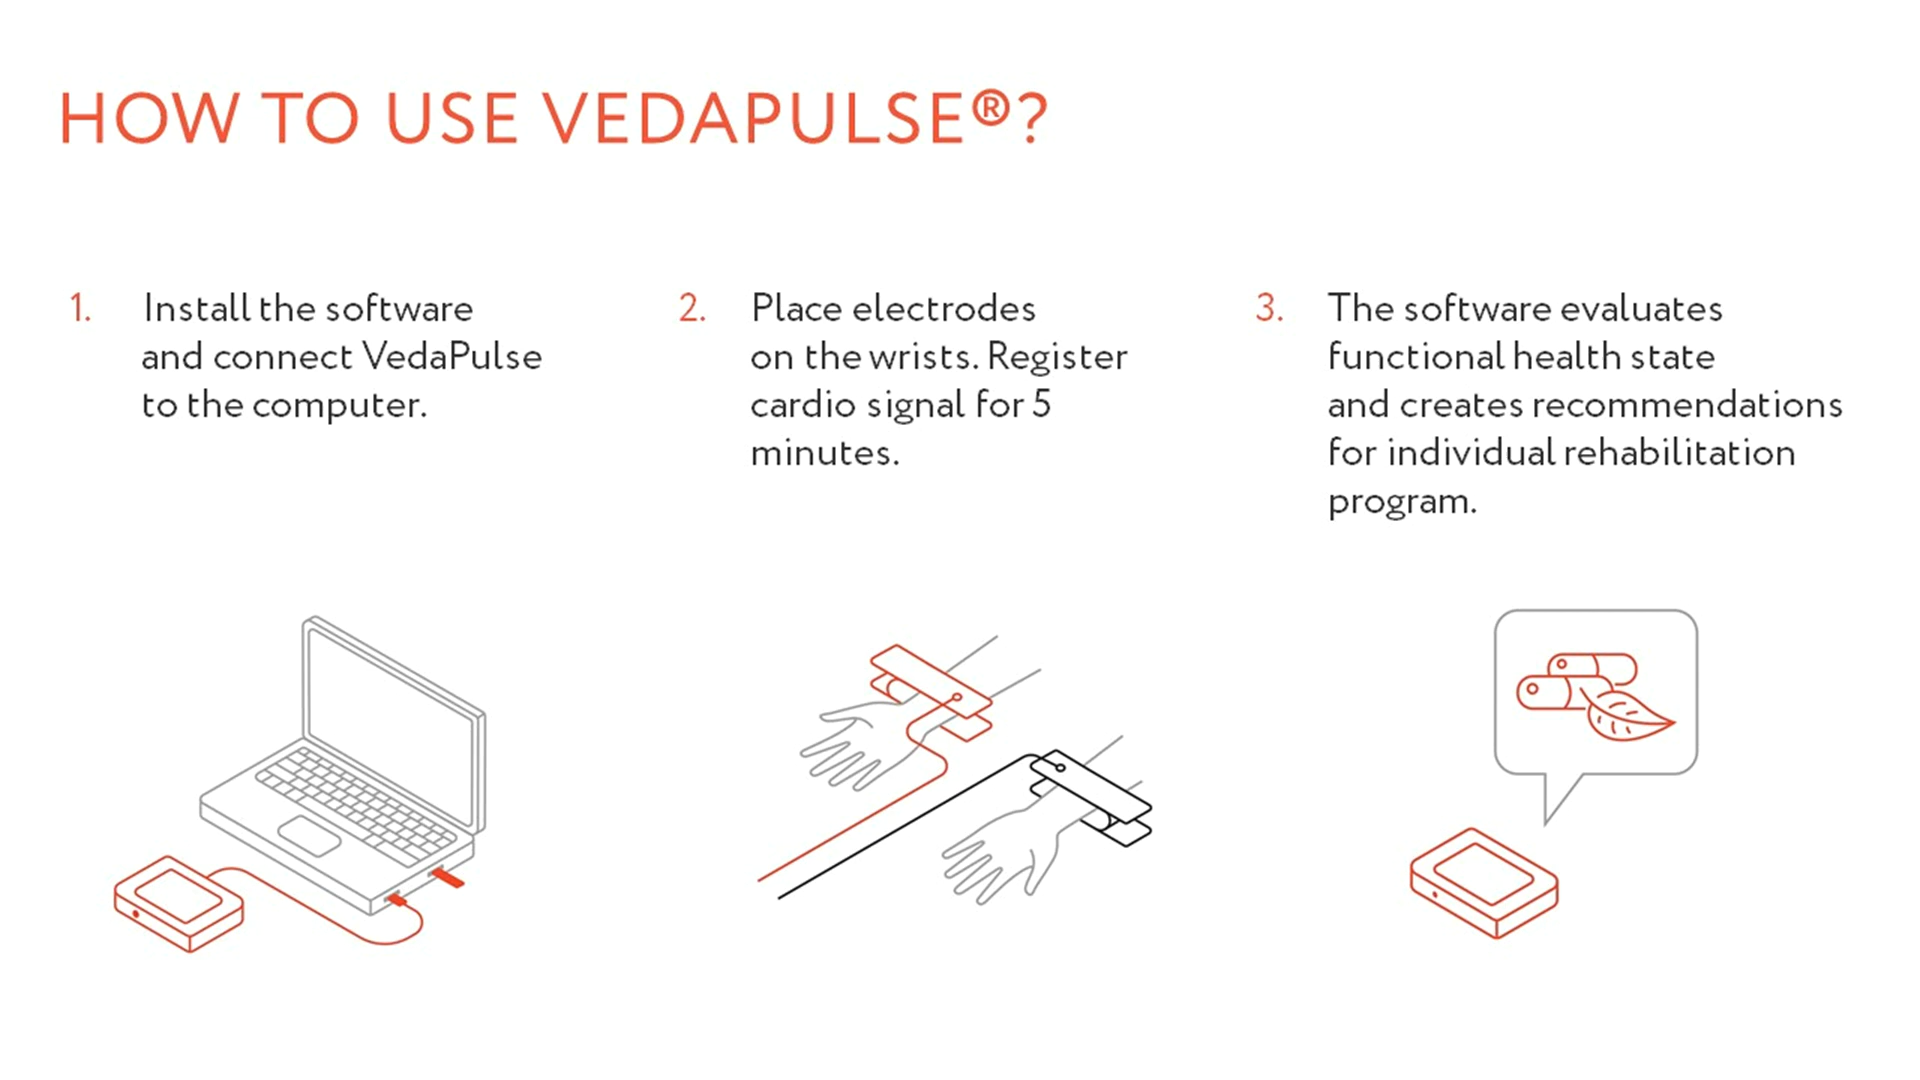 HOW TO USE VEDAPULSE®?
1. Install the software
and connect VedaPulse
to the computer.
2. Place electrodes
on the wrists. Register
cardio signal for 5
minutes.
3. The software evaluates
functional health state
and creates recommendations
for individual rehabilitation
program.